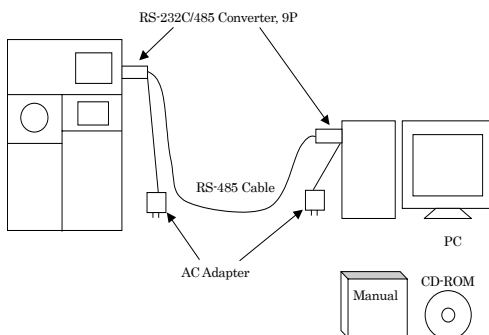 RS-232C/485 Converter, 9P
RS-485 Cable
AC Adapter
PC
Manual
CD-ROM